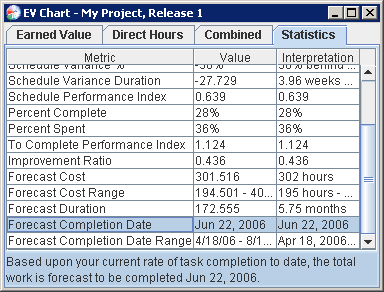 EV Chart - My Project, Release 1
Earned Value Direct Hours Combined Statistics
Metric Value Interpretation
Schedule Variance % -36% 36% behind ...
Schedule Variance Duration -27.729 3.96 weeks ...
Schedule Performance Index 0.639 0.639
Percent Complete 28% 28%
Percent Spent 36% 36%
To Complete Performance Index 1.124 1.124
Improvement Ratio 0.436 0.436
Forecast Cost 301.516 302 hours
Forecast Cost Range 194.501 - 40... 195 hours - ...
Forecast Duration 172.555 5.75 months
Forecast Completion Date Jun 22, 2006 Jun 22, 2006
Forecast Completion Date Range 4/18/06 - 8/1... Apr 18, 2006...
Based upon your current rate of task completion to date, the total
work is forecast to be completed Jun 22, 2006.